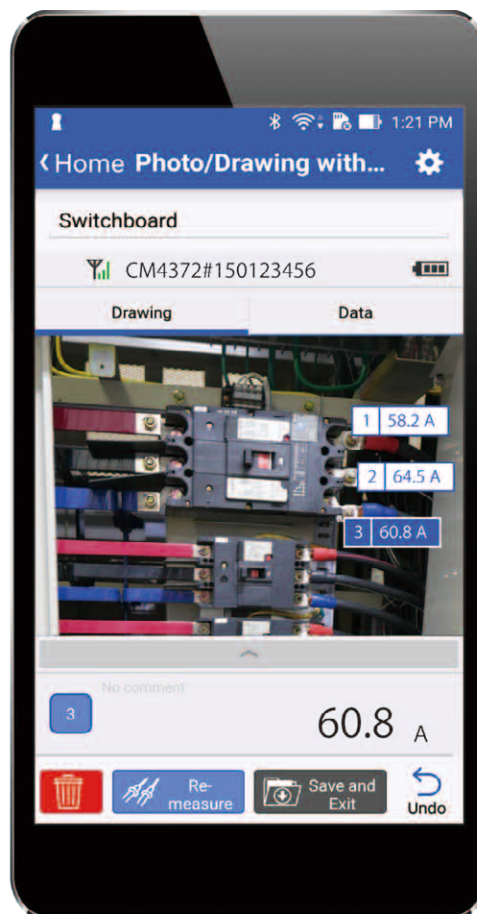 1:21 PM
Home Photo/Drawing with...
Switchboard
CM4372#150123456
Drawing Data
1 58.2 A
2 64.5 A
3 60.8 A
No comment
3 60.8 A
Re-
measure
Save and
Exit
Undo